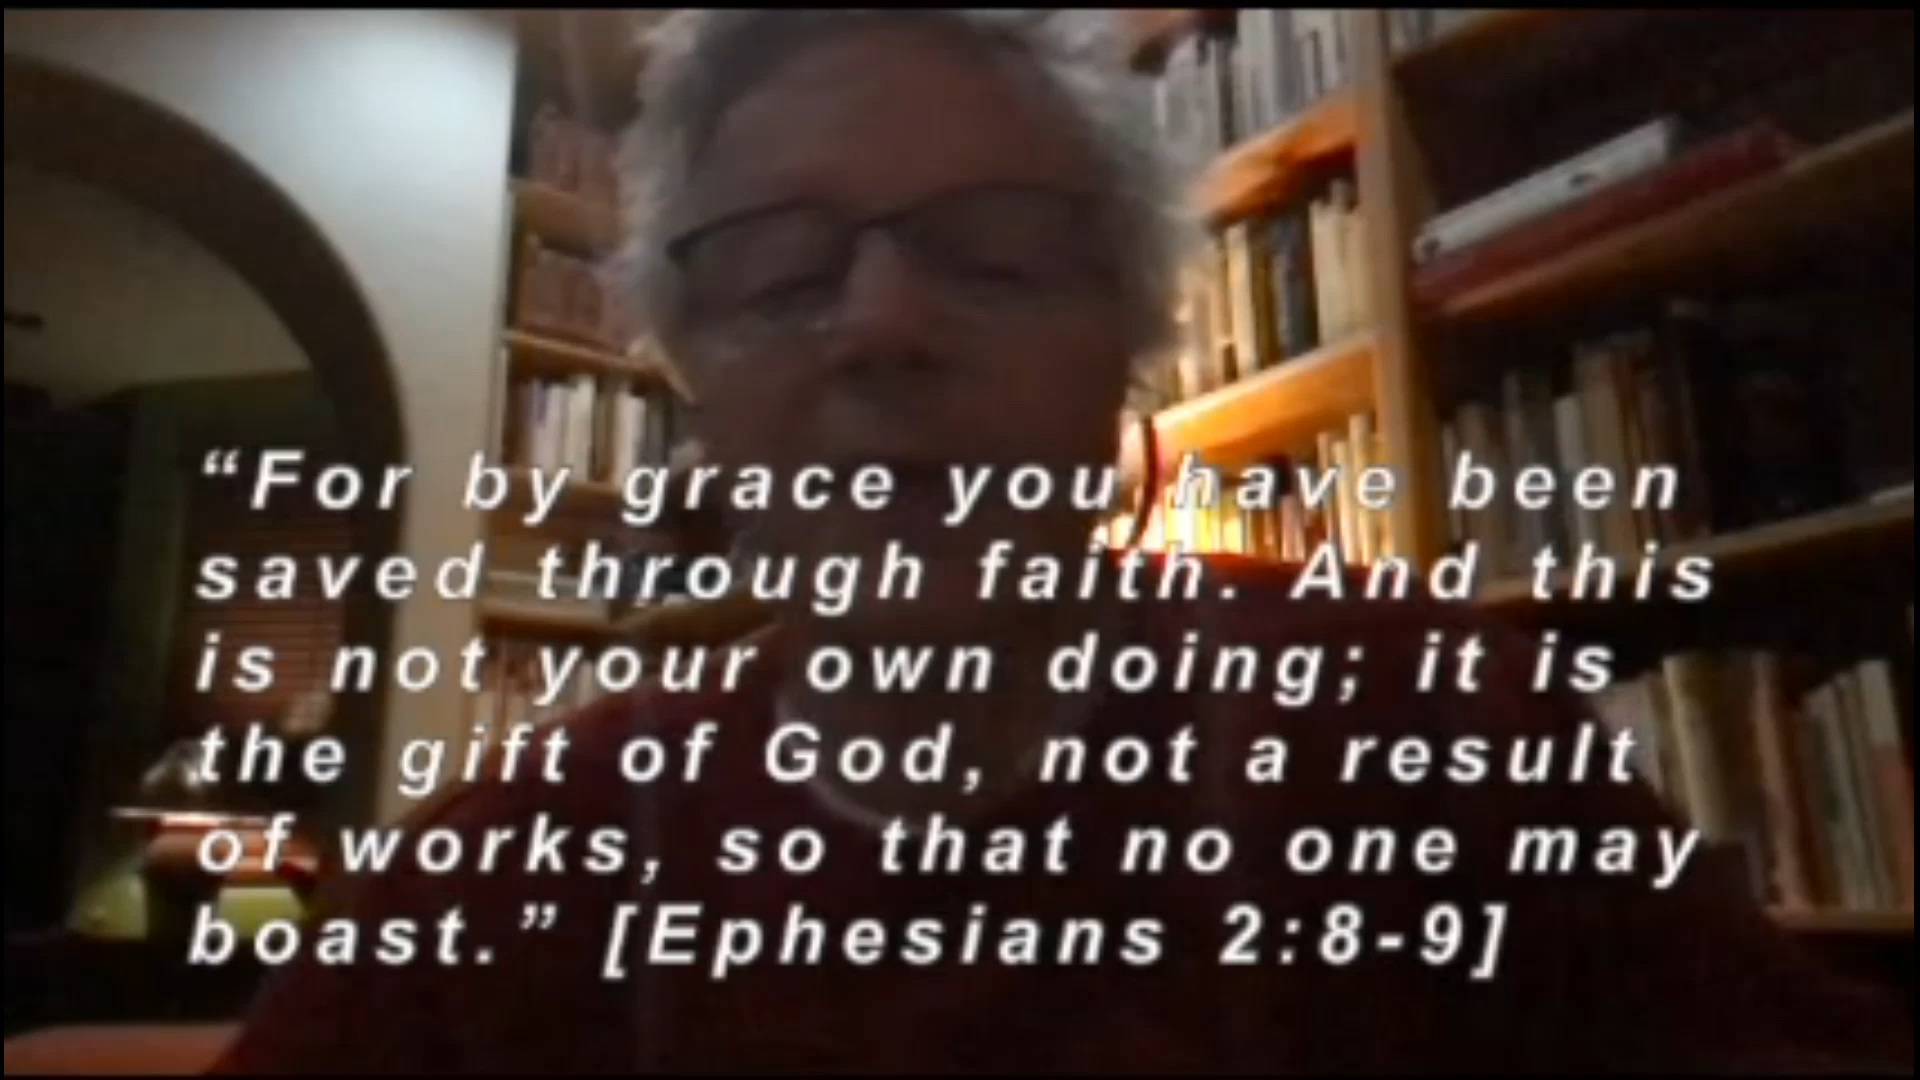 “For by grace you have been
saved through faith. And this
is not your own doing; it is
the gift of God, not a result
of works, so that no one may
boast.” [Ephesians 2:8-9]